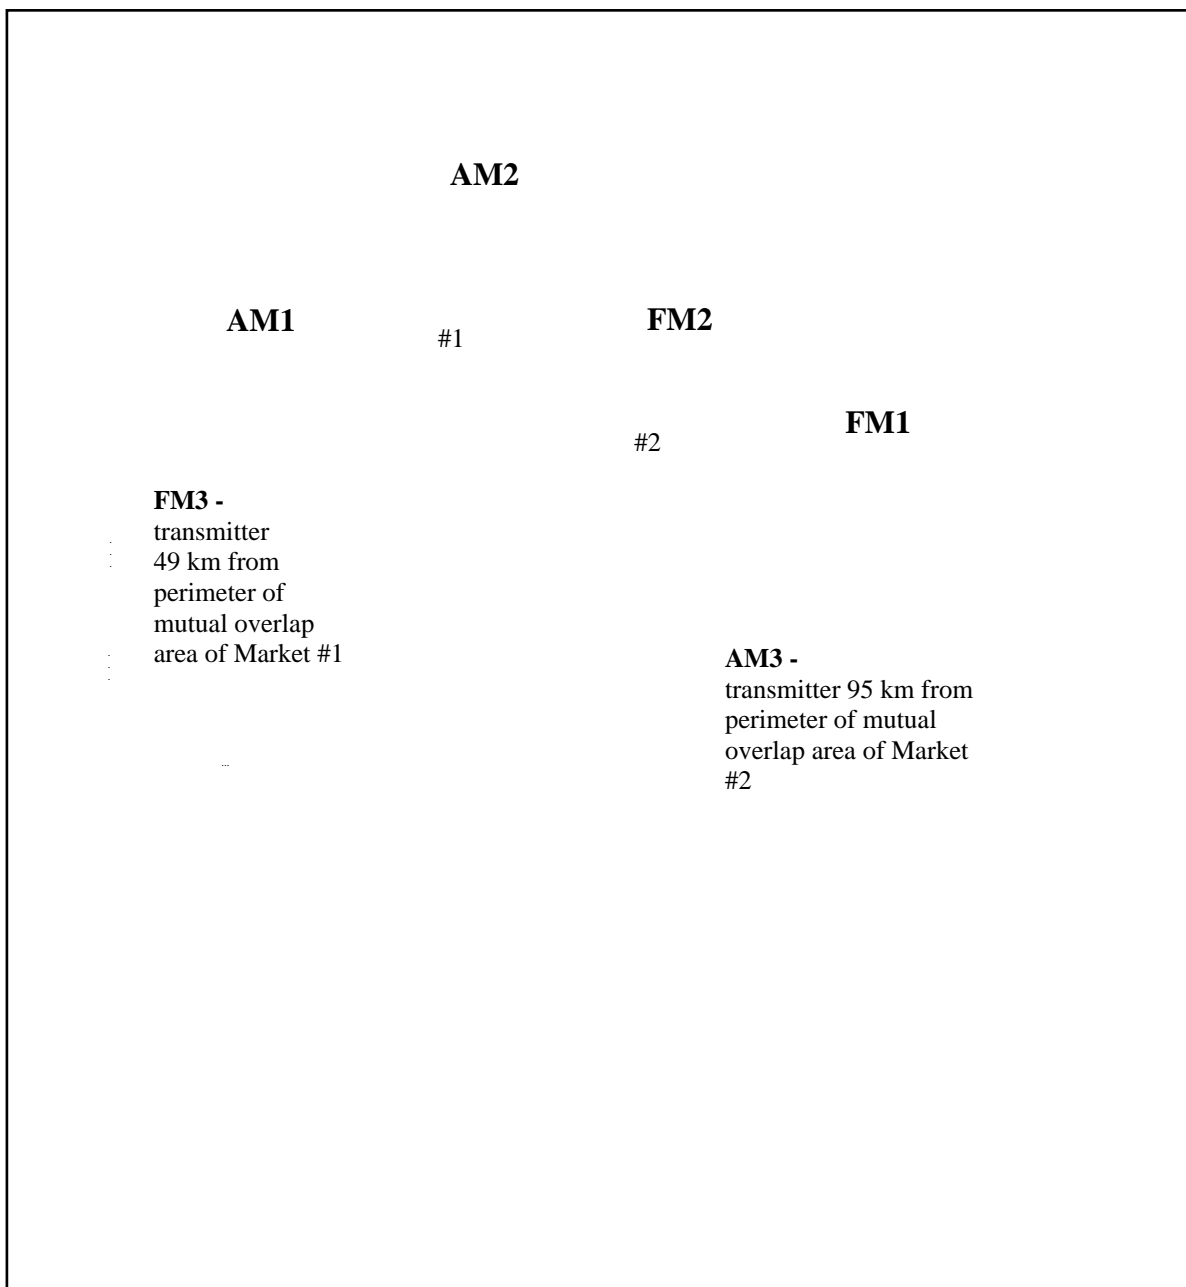 AM2
AM1
#1
FM2
#2
FM1
FM3 -
transmitter
49 km from
perimeter of
mutual overlap
area of Market #1
AM3 -
transmitter 95 km from
perimeter of mutual
overlap area of Market
#2